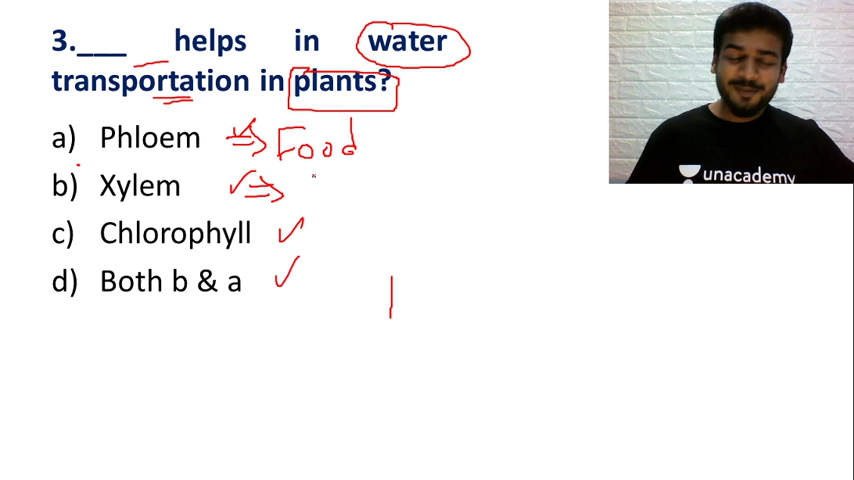 3.___ helps in water
transportation in plants?
a) Phloem ⇒ Food
b) Xylem ✓⇒
c) Chlorophyll ✓
d) Both b & a ✓
unacademy